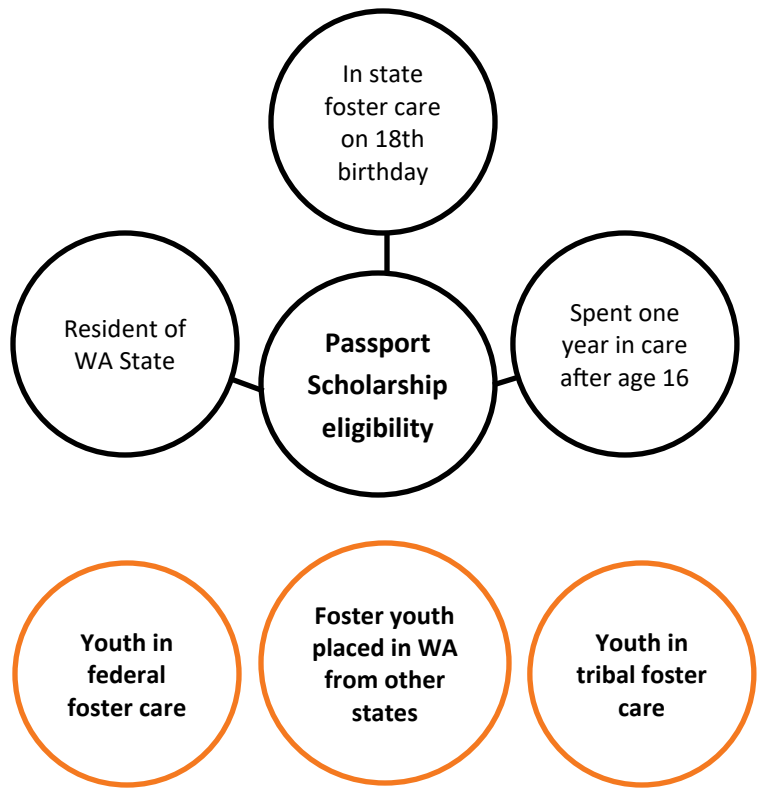 In state
foster care
on 18th
birthday
Resident of
WA State
Passport
Scholarship
eligibility
Spent one
year in care
after age 16
Youth in
federal
foster care
Foster youth
placed in WA
from other
states
Youth in
tribal foster
care